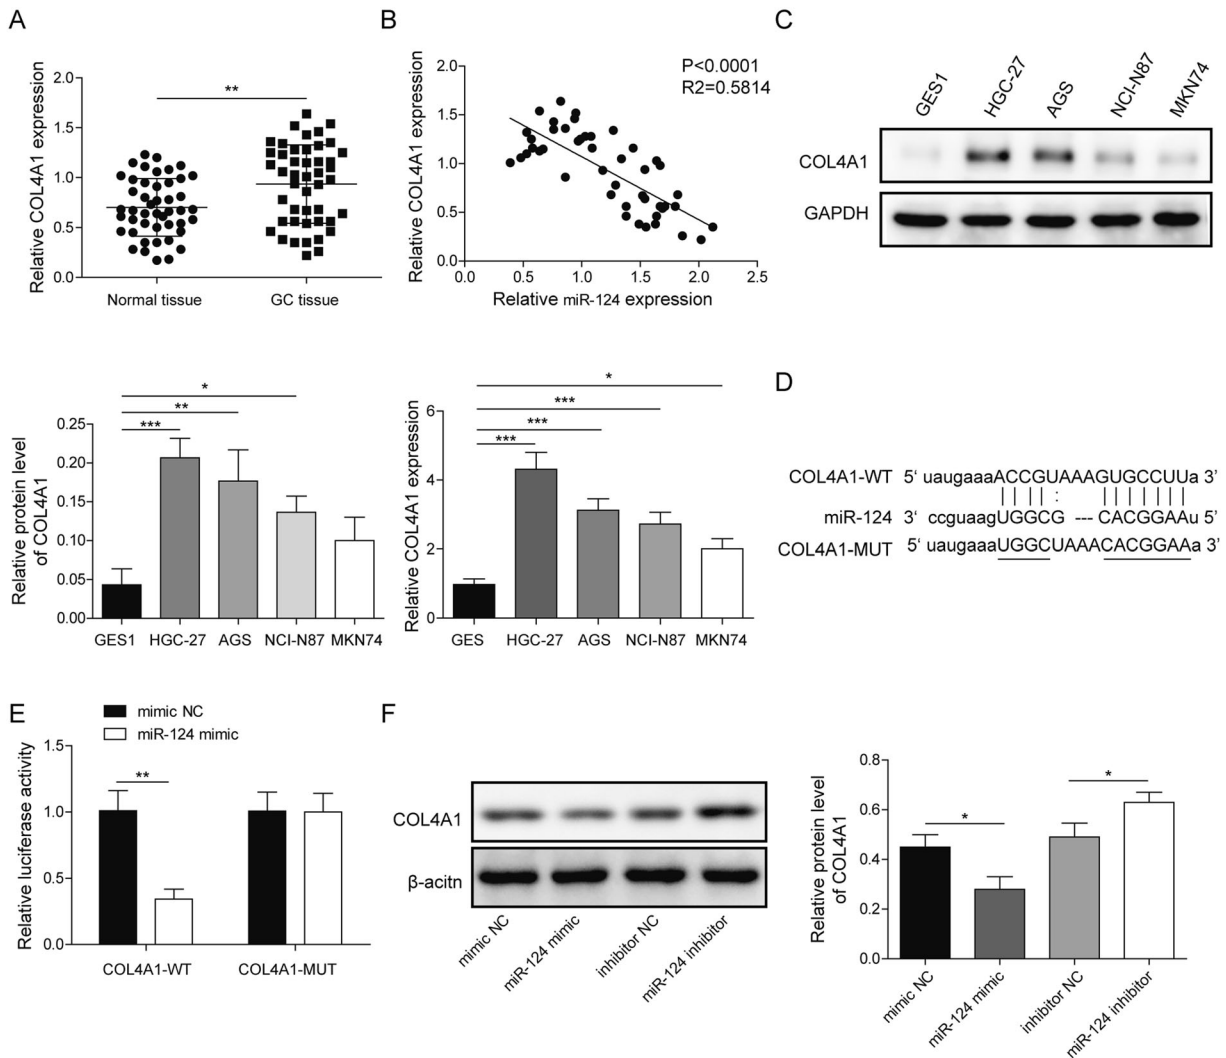 A
B
C
Relative COL4A1 expression
2.0
1.5
1.0
0.5
0.0
**
Normal tissue
GC tissue
Relative COL4A1 expression
2.0
1.5
1.0
0.5
0.0
P<0.0001
R2=0.5814
0.0
0.5
1.0
1.5
2.0
2.5
Relative miR-124 expression
GES1
HGC-27
AGS
NCI-N87
MKN74
COL4A1
GAPDH
Relative protein level
of COL4A1
0.25
0.20
0.15
0.10
0.05
0.00
*
**
***
GES1
HGC-27
AGS
NCI-N87
MKN74
Relative COL4A1 expression
6
4
2
0
*
***
***
***
GES
HGC-27
AGS
NCI-N87
MKN74
D
COL4A1-WT 5‘ uaugaaaACCGUAAAGUGCCUUa 3’
miR-124 3‘ ccguaagUGGCG --- CACGGAAu 5’
COL4A1-MUT 5‘ uaugaaaUGGCUAAACACGGAAa 3’
E
mimic NC
miR-124 mimic
Relative luciferase activity
1.5
1.0
0.5
0.0
**
COL4A1-WT
COL4A1-MUT
F
COL4A1
β-acitn
mimic NC
miR-124 mimic
inhibitor NC
miR-124 inhibitor
Relative protein level
of COL4A1
0.8
0.6
0.4
0.2
0.0
*
*
mimic NC
miR-124 mimic
inhibitor NC
miR-124 inhibitor